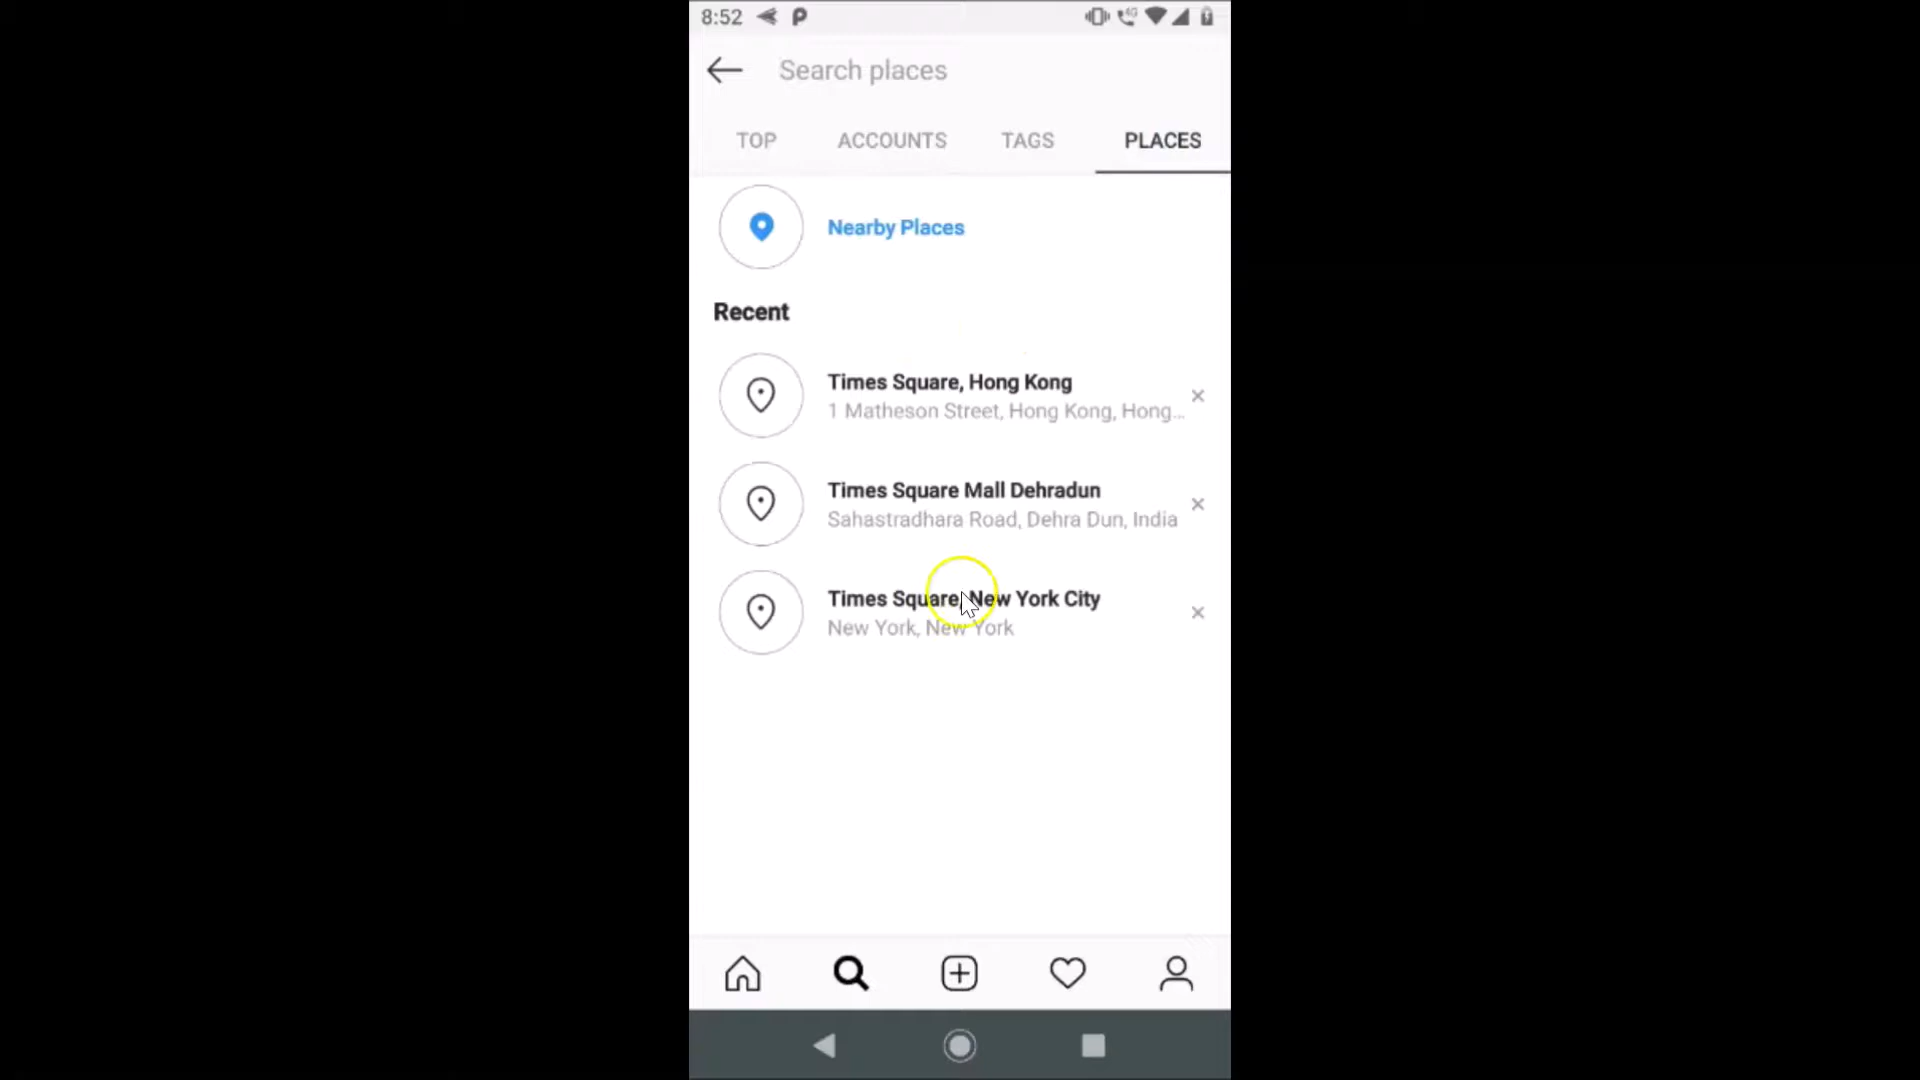 8:52
4G
Search places
TOP ACCOUNTS TAGS PLACES
Nearby Places
Recent
Times Square, Hong Kong
1 Matheson Street, Hong Kong, Hong...
Times Square Mall Dehradun
Sahastradhara Road, Dehra Dun, India
Times Square, New York City
New York, New York